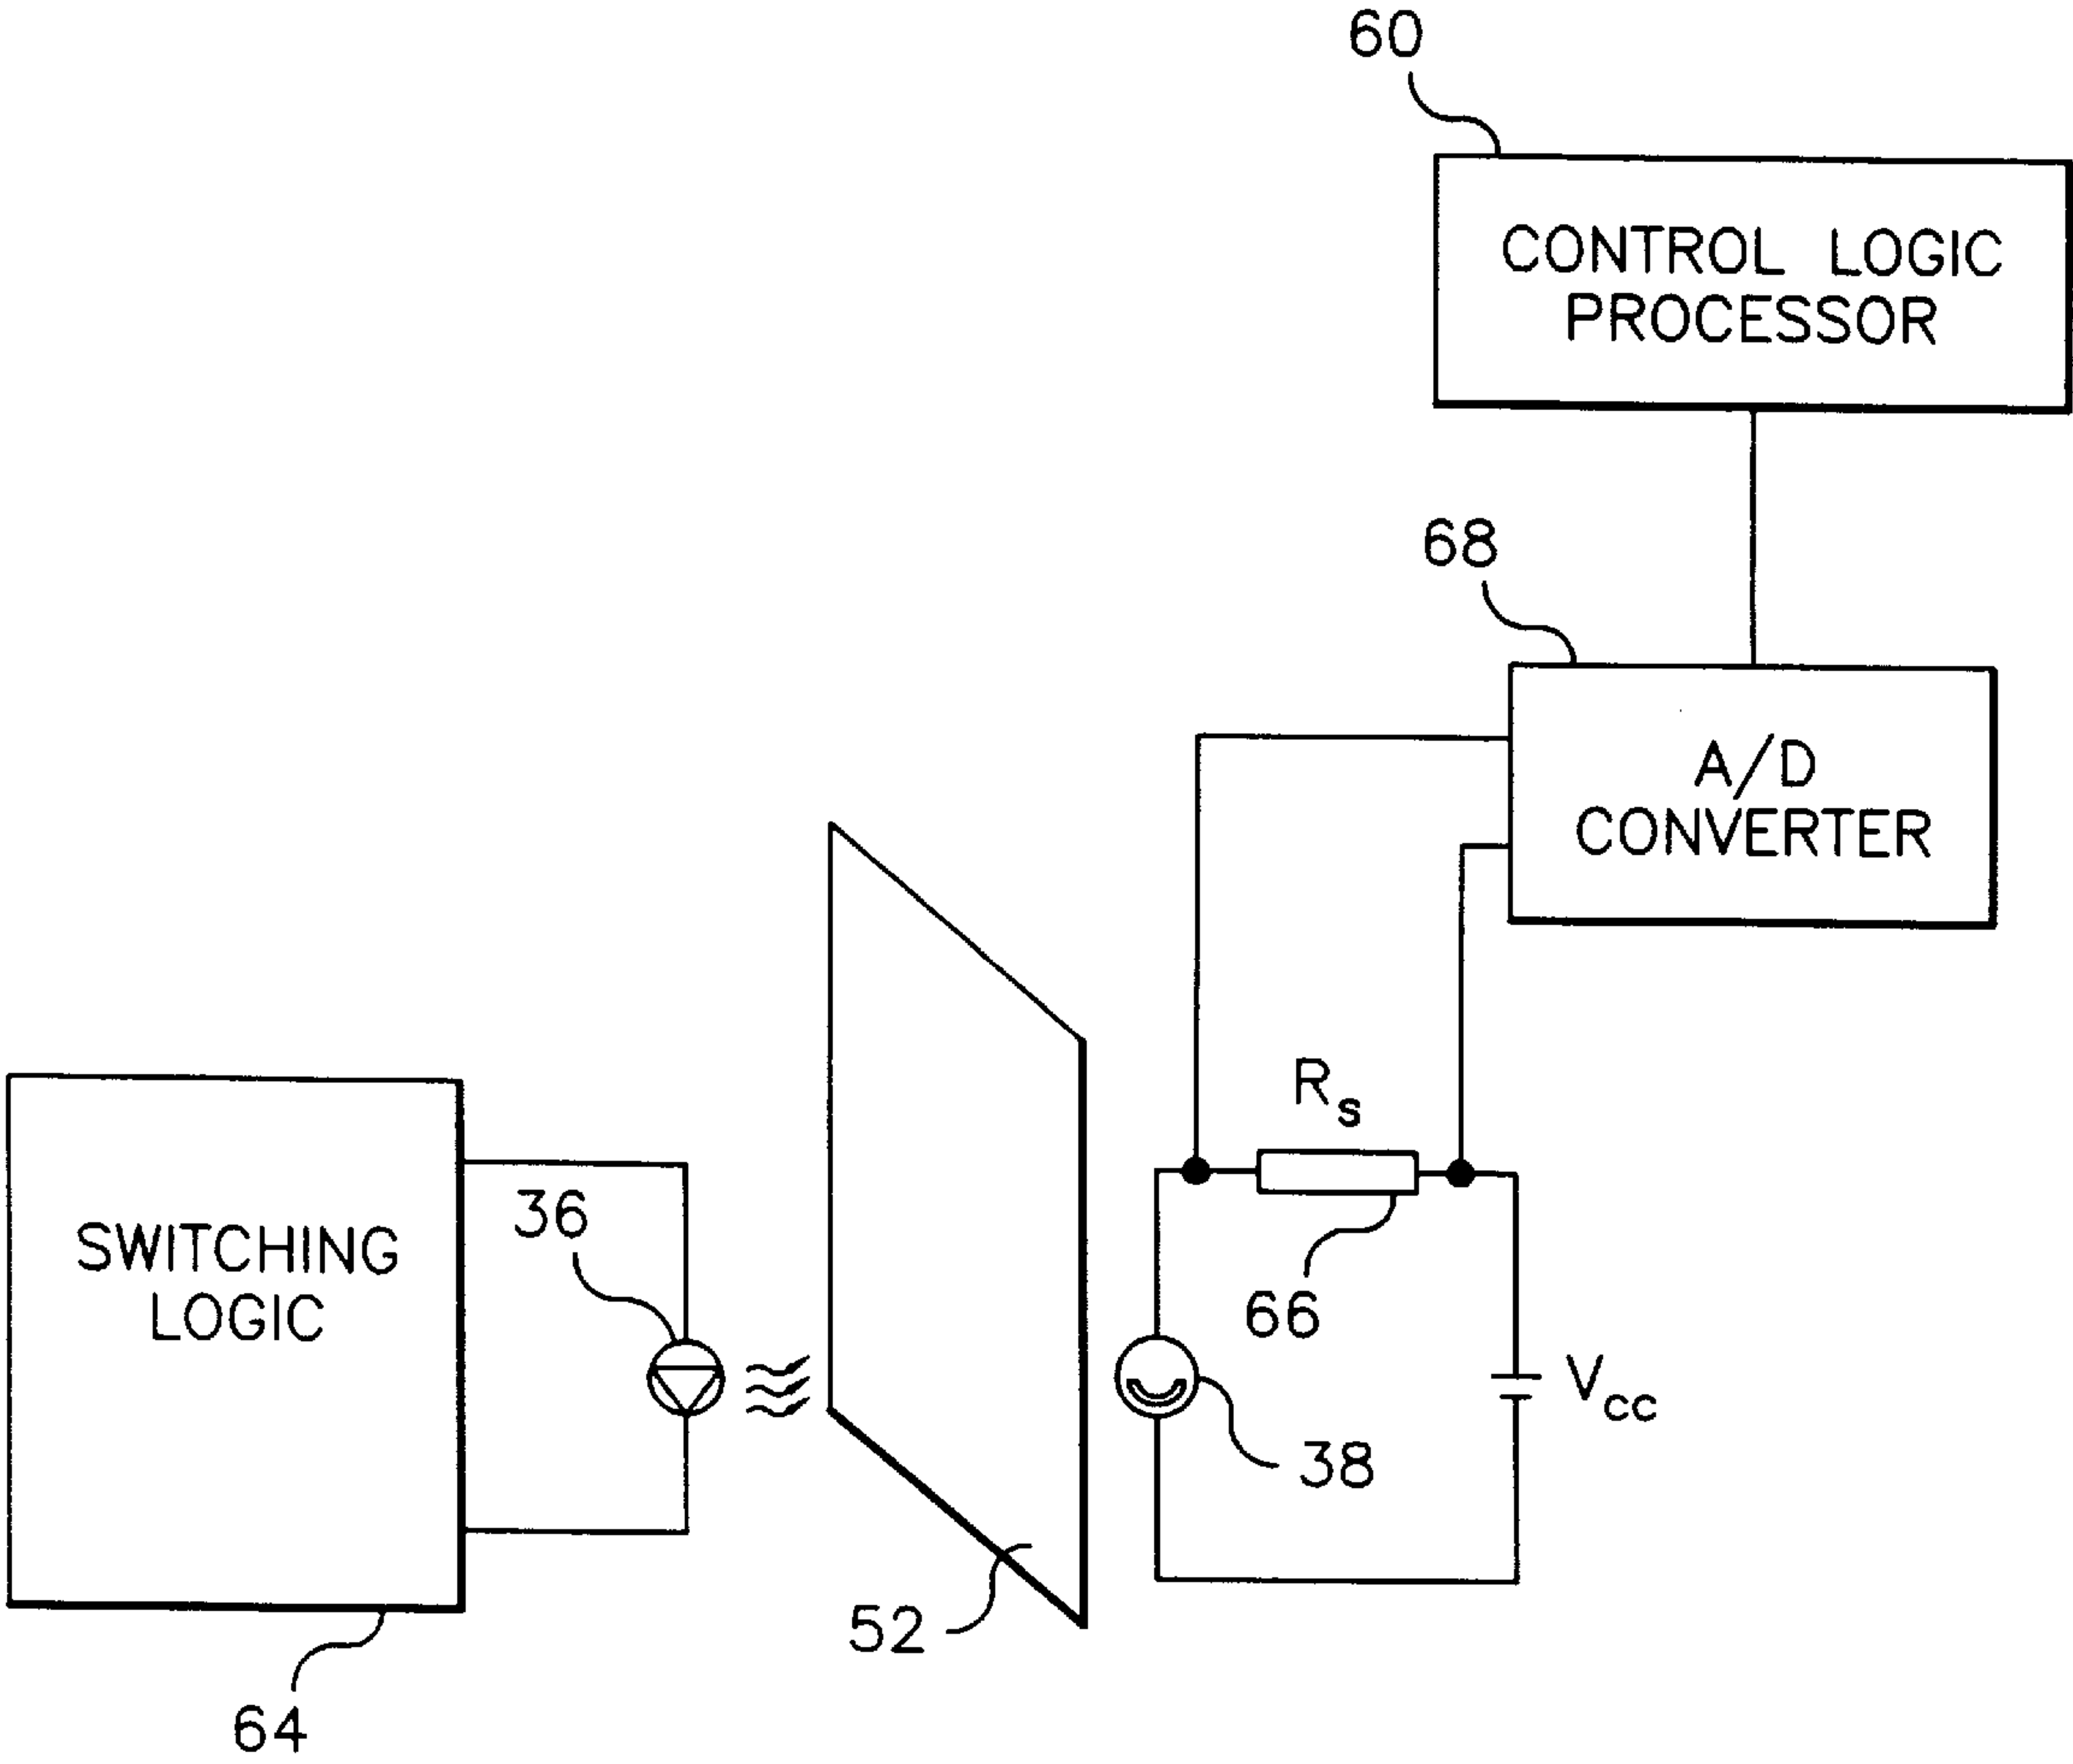 60
CONTROL LOGIC
PROCESSOR
68
A/D
CONVERTER
Rs
36
SWITCHING
LOGIC
66
Vcc
38
52
64